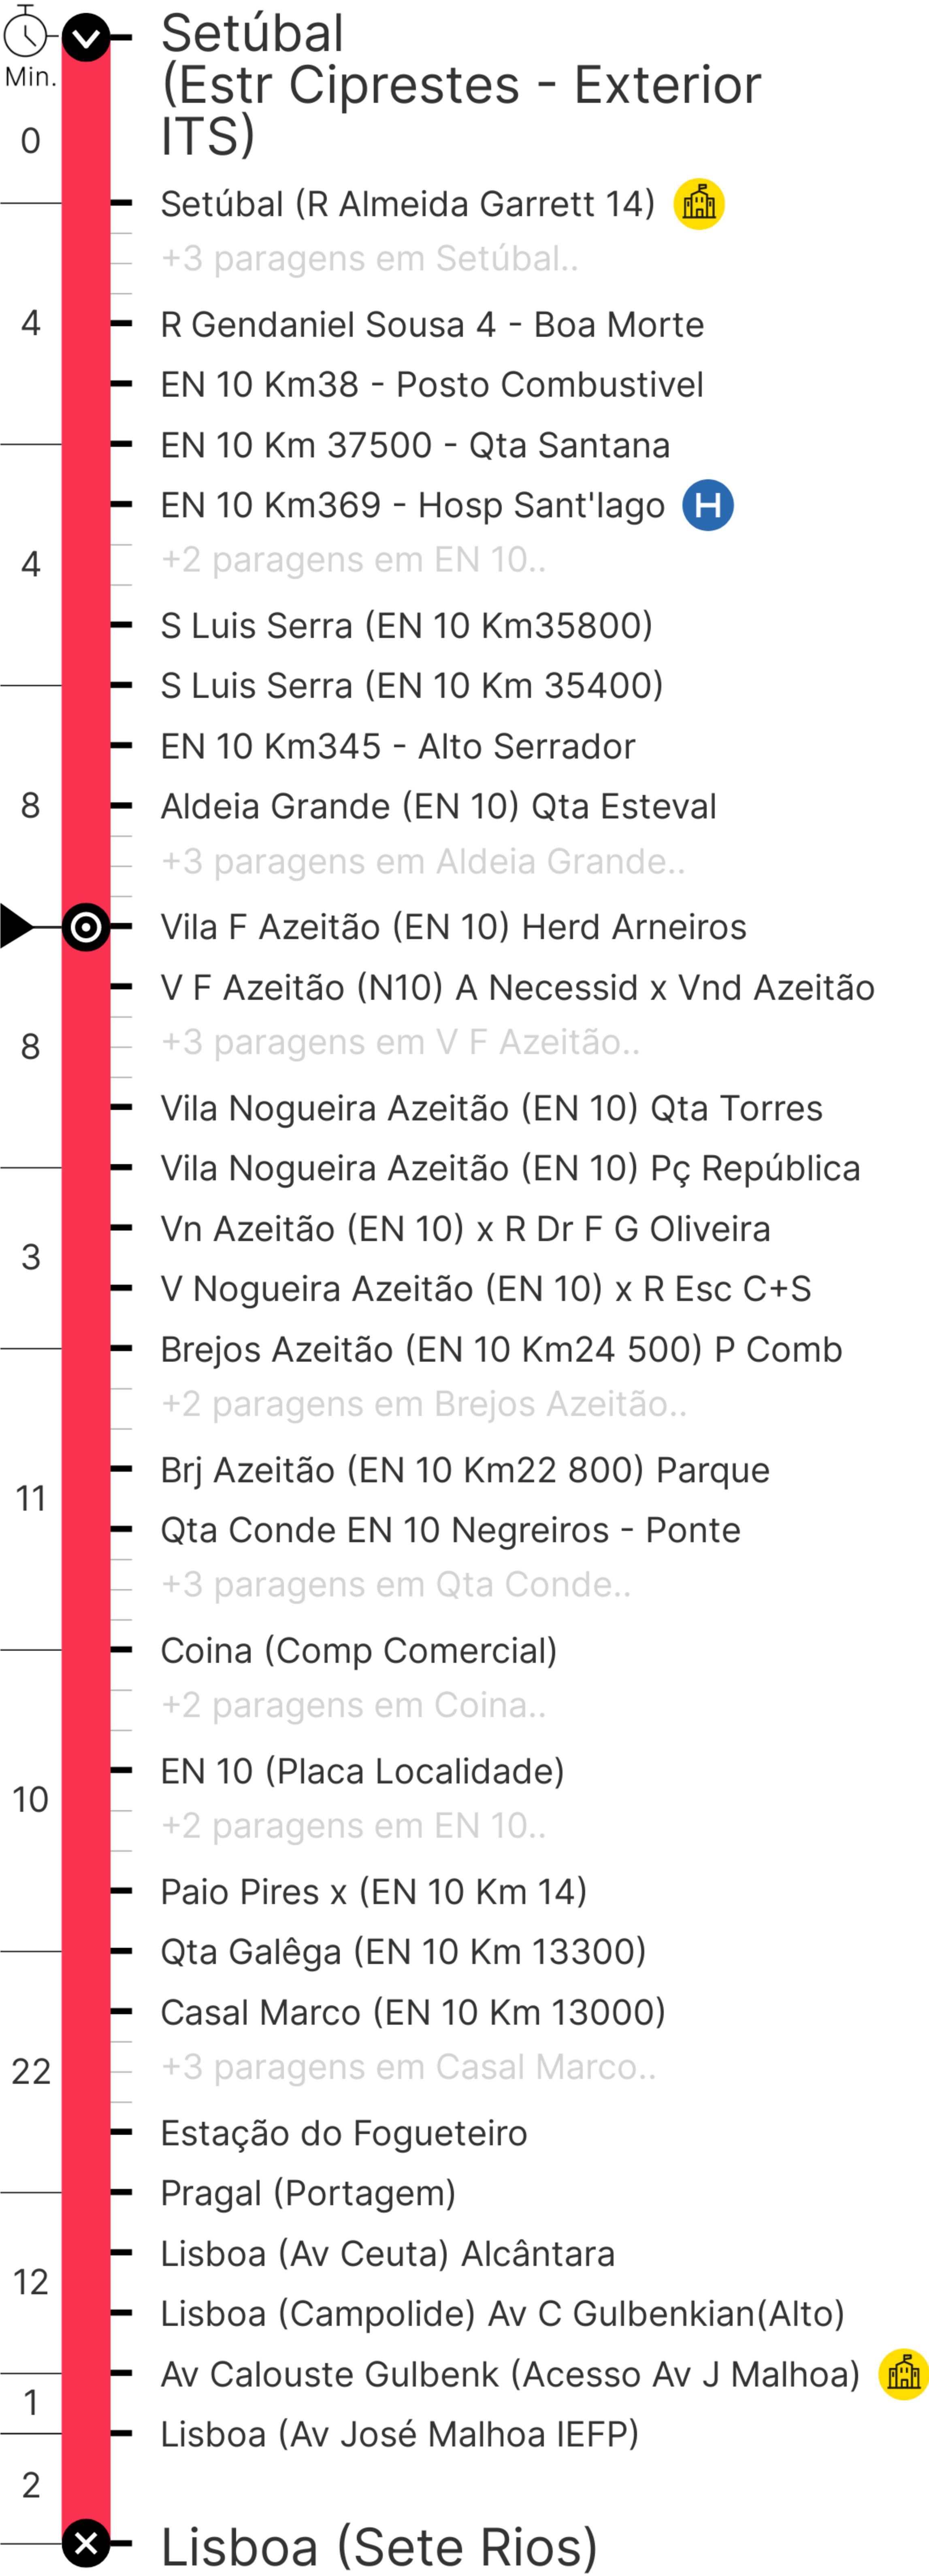 Min.
Setúbal
(Estr Ciprestes - Exterior
ITS)
0
Setúbal (R Almeida Garrett 14)
+3 paragens em Setúbal..
4
R Gendaniel Sousa 4 - Boa Morte
EN 10 Km38 - Posto Combustivel
EN 10 Km 37500 - Qta Santana
EN 10 Km369 - Hosp Sant'Iago H
4
+2 paragens em EN 10..
S Luis Serra (EN 10 Km35800)
S Luis Serra (EN 10 Km 35400)
EN 10 Km345 - Alto Serrador
8
Aldeia Grande (EN 10) Qta Esteval
+3 paragens em Aldeia Grande..
Vila F Azeitão (EN 10) Herd Arneiros
V F Azeitão (N10) A Necessid x Vnd Azeitão
8
+3 paragens em V F Azeitão..
Vila Nogueira Azeitão (EN 10) Qta Torres
Vila Nogueira Azeitão (EN 10) Pç República
Vn Azeitão (EN 10) x R Dr F G Oliveira
3
V Nogueira Azeitão (EN 10) x R Esc C+S
Brejos Azeitão (EN 10 Km24 500) P Comb
+2 paragens em Brejos Azeitão..
Brj Azeitão (EN 10 Km22 800) Parque
11
Qta Conde EN 10 Negreiros - Ponte
+3 paragens em Qta Conde..
Coina (Comp Comercial)
+2 paragens em Coina..
EN 10 (Placa Localidade)
10
+2 paragens em EN 10..
Paio Pires x (EN 10 Km 14)
Qta Galêga (EN 10 Km 13300)
Casal Marco (EN 10 Km 13000)
22
+3 paragens em Casal Marco..
Estação do Fogueteiro
Pragal (Portagem)
Lisboa (Av Ceuta) Alcântara
12
Lisboa (Campolide) Av C Gulbenkian(Alto)
Av Calouste Gulbenk (Acesso Av J Malhoa)
1
Lisboa (Av José Malhoa IEFP)
2
Lisboa (Sete Rios)